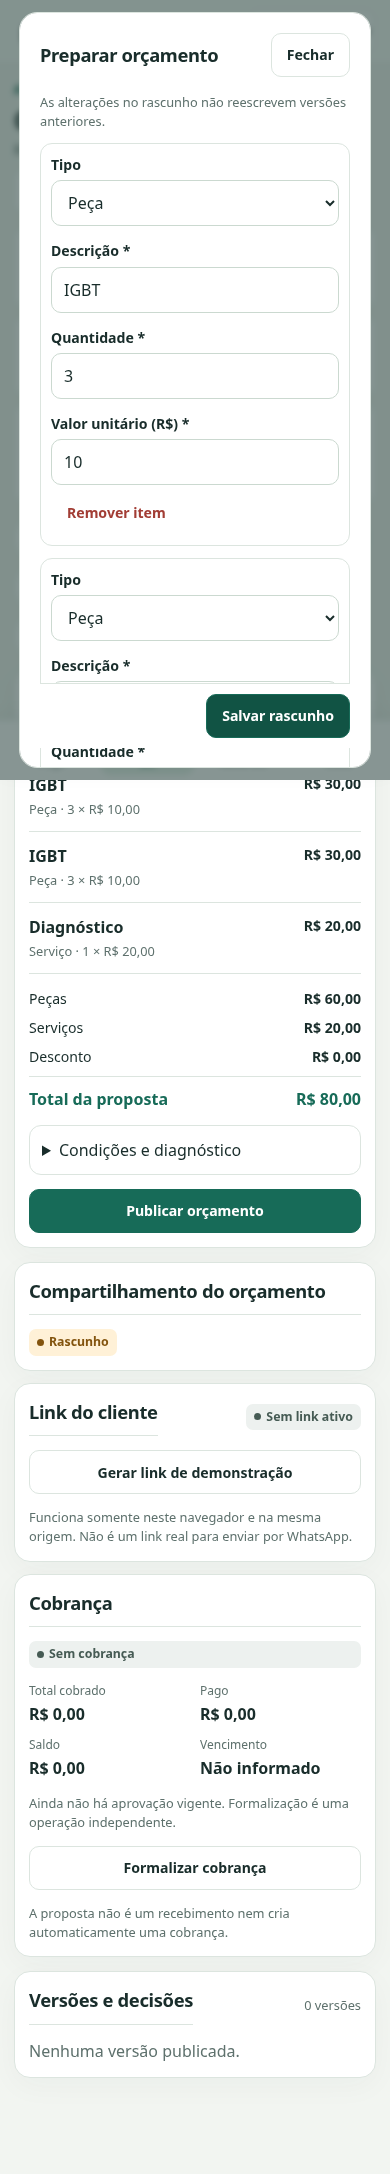 Preparar orçamento
Fechar
As alterações no rascunho não reescrevem versões
anteriores.
Tipo
Peça
Descrição *
IGBT
Quantidade *
3
Valor unitário (R$) *
10
Remover item
Tipo
Peça
Descrição *
Salvar rascunho
Quantidade *
IGBT
R$ 30,00
Peça · 3 × R$ 10,00
IGBT
R$ 30,00
Peça · 3 × R$ 10,00
Diagnóstico
R$ 20,00
Serviço · 1 × R$ 20,00
Peças
R$ 60,00
Serviços
R$ 20,00
Desconto
R$ 0,00
Total da proposta
R$ 80,00
Condições e diagnóstico
Publicar orçamento
Compartilhamento do orçamento
Rascunho
Link do cliente
Sem link ativo
Gerar link de demonstração
Funciona somente neste navegador e na mesma
origem. Não é um link real para enviar por WhatsApp.
Cobrança
Sem cobrança
Total cobrado
Pago
R$ 0,00
R$ 0,00
Saldo
Vencimento
R$ 0,00
Não informado
Ainda não há aprovação vigente. Formalização é uma
operação independente.
Formalizar cobrança
A proposta não é um recebimento nem cria
automaticamente uma cobrança.
Versões e decisões
0 versões
Nenhuma versão publicada.